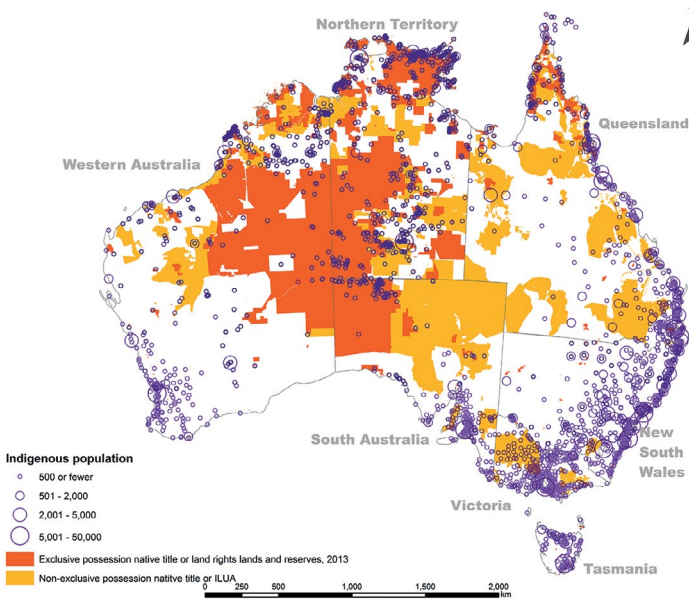 Northern Territory
Queensland
Western Australia
South Australia
New
South
Wales
Victoria
Tasmania
Indigenous population
500 or fewer
501 - 2,000
2,001 - 5,000
5,001 - 50,000
Exclusive possession native title or land rights lands and reserves, 2013
Non-exclusive possession natitve title or ILUA
0 250 500 1,000 1,500 2,000
km